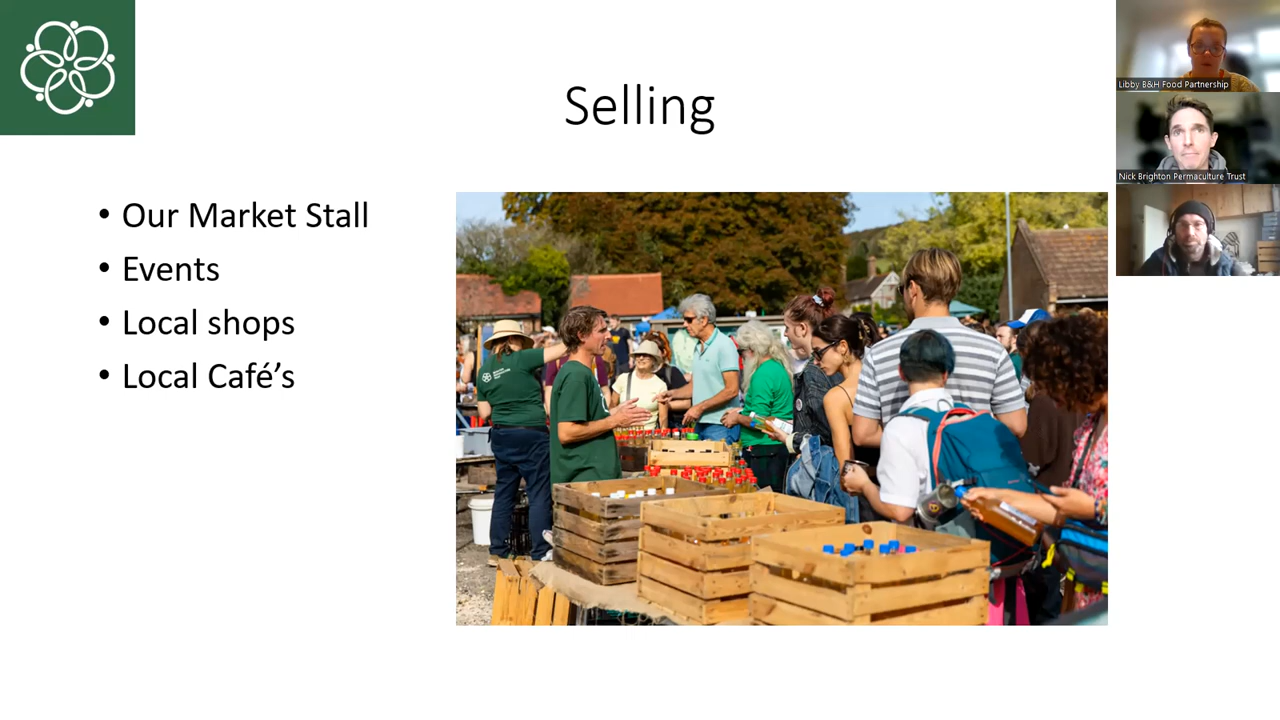 Selling
• Our Market Stall
• Events
• Local shops
• Local Café’s
Libby B&H Food Partnership
Nick Brighton Permaculture Trust